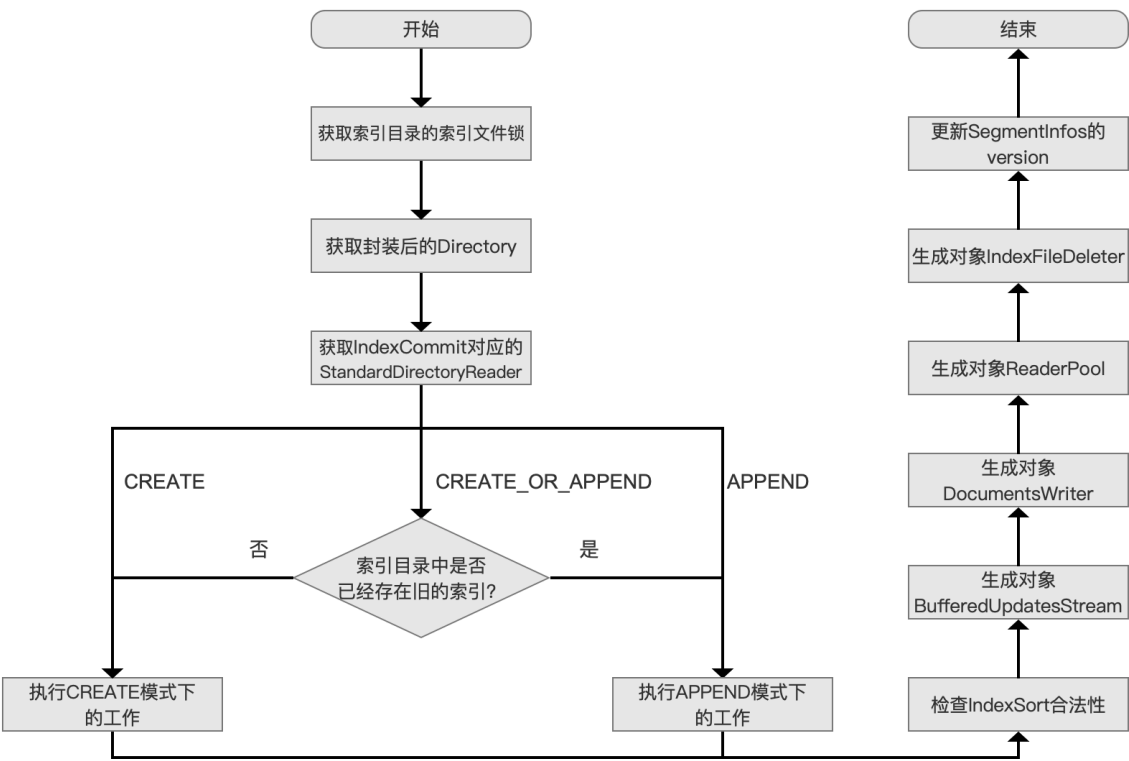 开始
获取索引目录的索引文件锁
获取封装后的Directory
获取IndexCommit对应的
StandardDirectoryReader
CREATE
CREATE_OR_APPEND
APPEND
否
是
索引目录中是否
已经存在旧的索引?
执行CREATE模式下
的工作
执行APPEND模式下
的工作
检查IndexSort合法性
生成对象
BufferedUpdatesStream
生成对象
DocumentsWriter
生成对象ReaderPool
生成对象IndexFileDeleter
更新SegmentInfos的
version
结束